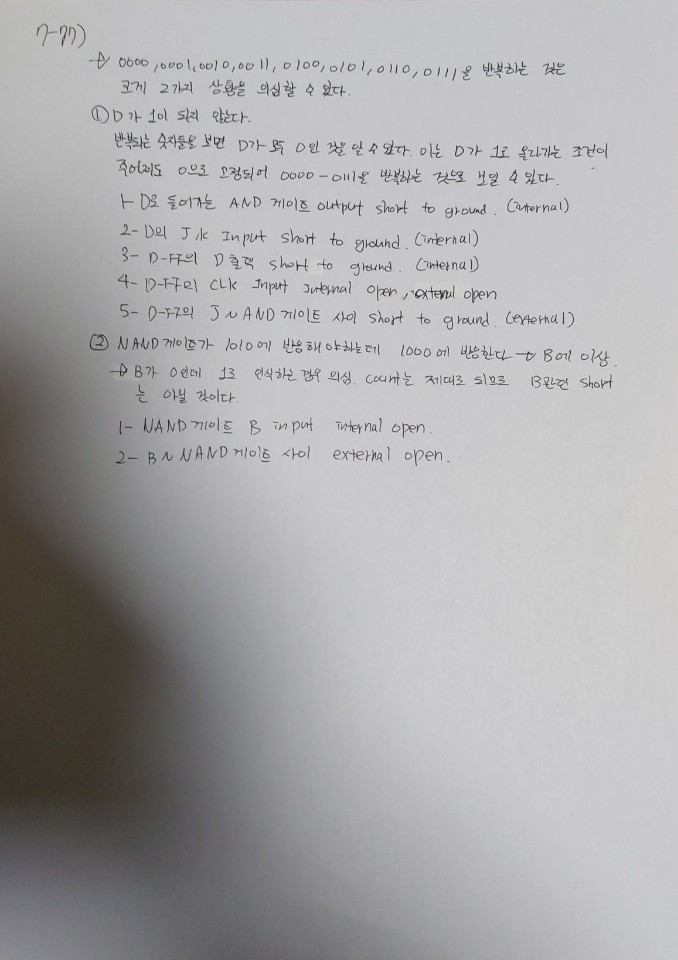 7-27)
→ 0000, 0001, 0010, 0011, 0100, 0101, 0110, 0111을 반복하는 것은
크게 2가지 상황을 의심할 수 있다.
① D가 1이 되지 않는다.
반복되는 숫자들을 보면 D가 모두 0인 것을 알 수 있다. 이는 D가 1로 올라가는 조건이
주어져도 0으로 고정되어 0000-0111을 반복하는 것으로 보일 수 있다.
1- D로 들어가는 AND 게이트 output short to ground. (internal)
2- D의 J,K Input short to ground. (internal)
3- D-FF의 D출력 short to ground. (internal)
4- D-FF의 CLK Input Internal open, external open
5- D-FF의 J~AND 게이트 사이 short to ground. (external)
② NAND 게이트가 1010에 반응해야하는데 1000에 반응한다 → B에 이상.
→ B가 0인데 1로 인식하는 경우 의심. count는 제대로 되므로 B관련 short
는 아닐 것이다.
1- NAND게이트 B input internal open.
2- B~NAND게이트 사이 external open.